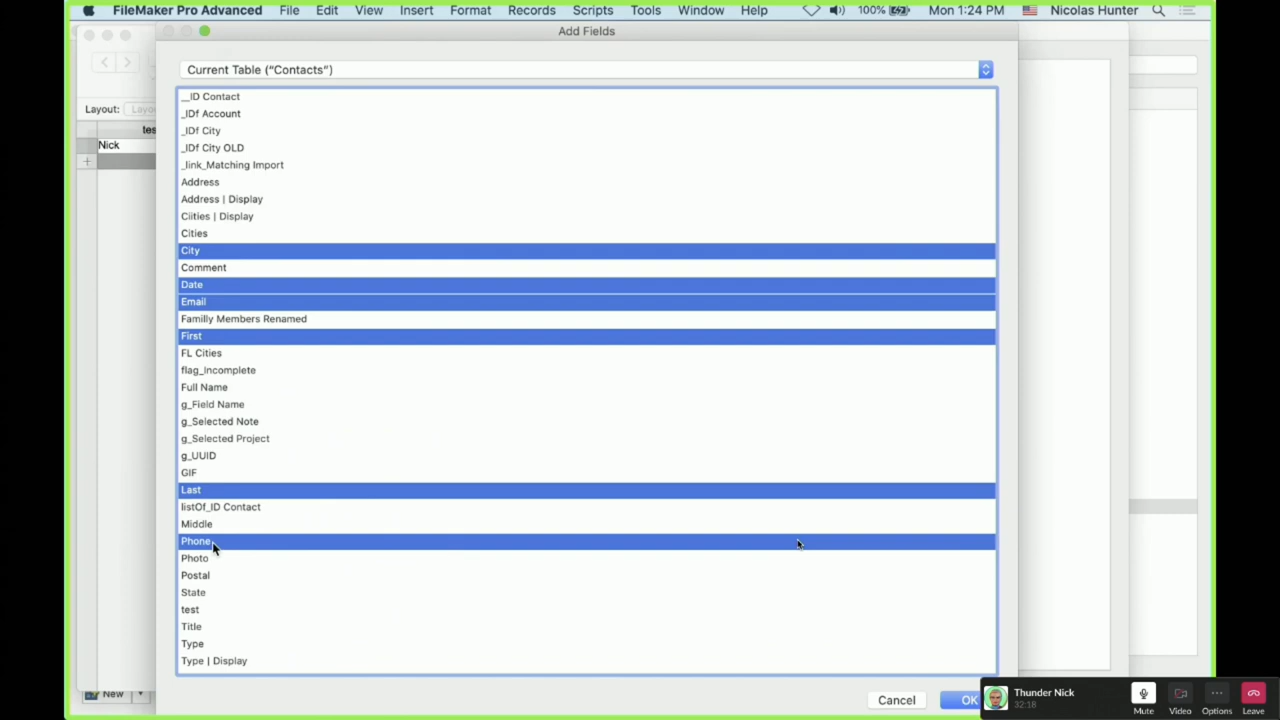 FileMaker Pro Advanced File Edit View Insert Format Records Scripts Tools Window Help 100% Mon 1:24 PM Nicolas Hunter
Add Fields
Current Table ("Contacts")
Layout:
tes
Nick
__ID Contact
_IDf Account
_IDf City
_IDf City OLD
_link_Matching Import
Address
Address | Display
Ciities | Display
Cities
City
Comment
Date
Email
Familly Members Renamed
First
FL Cities
flag_Incomplete
Full Name
g_Field Name
g_Selected Note
g_Selected Project
g_UUID
GIF
Last
listOf_ID Contact
Middle
Phone
Photo
Postal
State
test
Title
Type
Type | Display
New
Cancel OK
Thunder Nick
32:18
Mute Video Options Leave